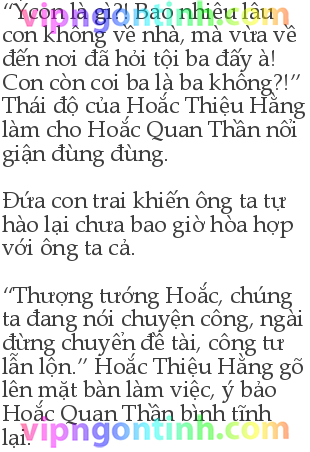 vipngontinh.com
“Ýcòn là gì?! Bao nhiêu lâu
con không về nhà, mà vừa về
đến nơi đã hỏi tội ba đấy à!
Con còn coi ba là ba không?!”
Thái độ của Hoắc Thiệu Hằng
làm cho Hoắc Quan Thần nổi
giận đùng đùng.
Đứa con trai khiến ông ta tự
hào lại chưa bao giờ hòa hợp
với ông ta cả.
“Thượng tướng Hoắc, chúng
ta đang nói chuyện công, ngài
đừng chuyển đề tài, công tư
lẫn lộn.” Hoắc Thiệu Hằng gõ
lên mặt bàn làm việc, ý bảo
Hoắc Quan Thần bình tĩnh
lại.
vipngontinh.com